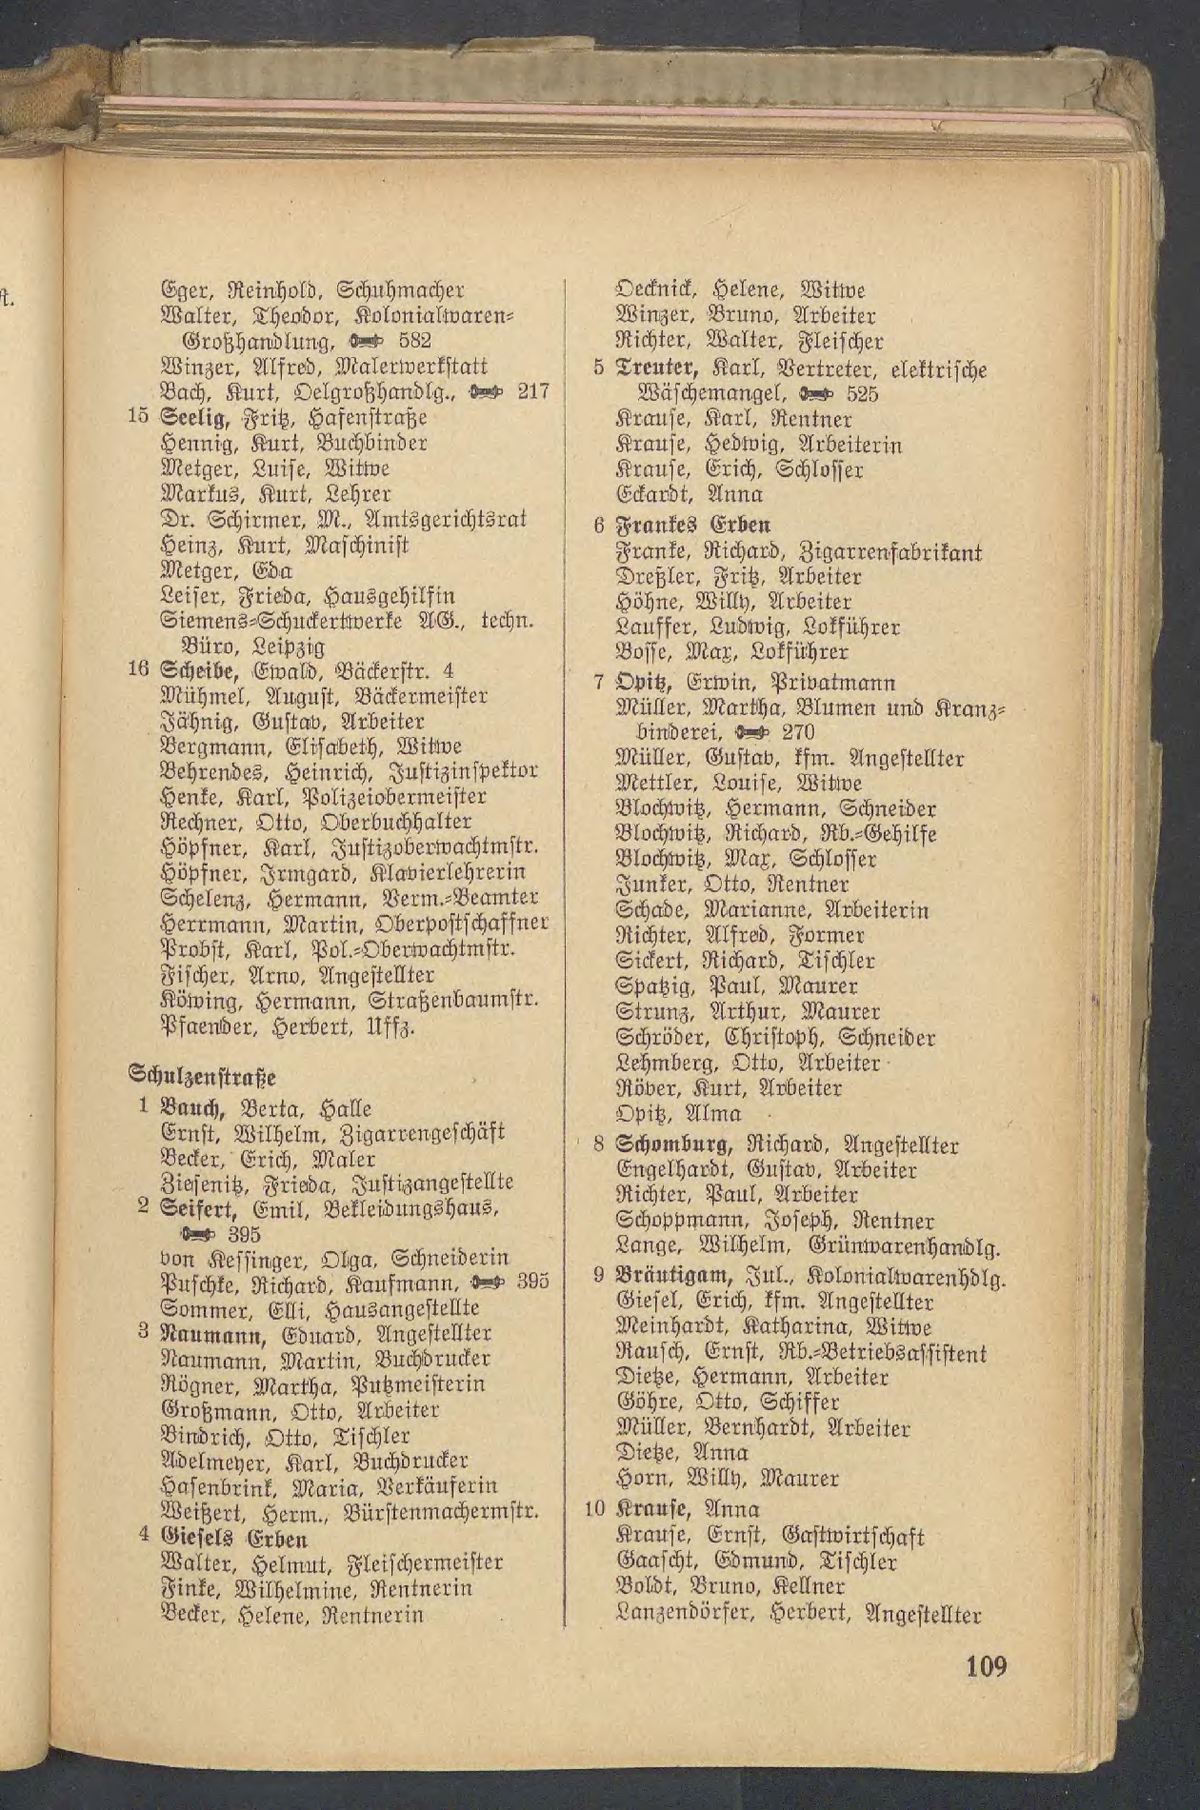 Eger, Reinhold, Schuhmacher
Walter, Theodor, Kolonialwaren-
Großhandlung, 582
Winzer, Alfred, Malerwerkstatt
Bach, Kurt, Oelgroßhandlg., 217
15 Seelig, Fritz, Hafenstraße
Hennig, Kurt, Buchbinder
Metger, Luise, Witwe
Markus, Kurt, Lehrer
Dr. Schirmer, M., Amtsgerichtsrat
Heinz, Kurt, Maschinist
Metger, Eda
Leiser, Frieda, Hausgehilfin
Siemens-Schuckertwerke AG., techn.
Büro, Leipzig
16 Scheibe, Ewald, Bäckerstr. 4
Mühmel, August, Bäckermeister
Jähnig, Gustav, Arbeiter
Bergmann, Elisabeth, Witwe
Behrendes, Heinrich, Justizinspektor
Henke, Karl, Polizeiobermeister
Rechner, Otto, Oberbuchhalter
Höpfner, Karl, Justizoberwachtmstr.
Höpfner, Irmgard, Klavierlehrerin
Schelenz, Hermann, Verm.-Beamter
Herrmann, Martin, Oberpostschaffner
Probst, Karl, Pol.-Oberwachtmstr.
Fischer, Arno, Angestellter
Köwing, Hermann, Straßenbaumstr.
Pfaender, Herbert, Uffz.
Schulzenstraße
1 Bauch, Berta, Halle
Ernst, Wilhelm, Zigarrengeschäft
Becker, Erich, Maler
Ziesenitz, Frieda, Justizangestellte
2 Seifert, Emil, Bekleidungshaus,
395
von Kessinger, Olga, Schneiderin
Puschke, Richard, Kaufmann, 395
Sommer, Elli, Hausangestellte
3 Naumann, Eduard, Angestellter
Naumann, Martin, Buchdrucker
Rögner, Martha, Putzmeisterin
Großmann, Otto, Arbeiter
Bindrich, Otto, Tischler
Adelmeyer, Karl, Buchdrucker
Hasenbrink, Maria, Verkäuferin
Weißert, Herm., Bürstenmachermstr.
4 Giesels Erben
Walter, Helmut, Fleischermeister
Finke, Wilhelmine, Rentnerin
Becker, Helene, Rentnerin
Oecknick, Helene, Witwe
Winzer, Bruno, Arbeiter
Richter, Walter, Fleischer
5 Treuter, Karl, Vertreter, elektrische
Wäschemangel, 525
Krause, Karl, Rentner
Krause, Hedwig, Arbeiterin
Krause, Erich, Schlosser
Eckardt, Anna
6 Frankes Erben
Franke, Richard, Zigarrenfabrikant
Dreßler, Fritz, Arbeiter
Höhne, Willy, Arbeiter
Lauffer, Ludwig, Lokführer
Bosse, Max, Lokführer
7 Opitz, Erwin, Privatmann
Müller, Martha, Blumen und Kranz-
binderei, 270
Müller, Gustav, kfm. Angestellter
Mettler, Louise, Witwe
Blochwitz, Hermann, Schneider
Blochwitz, Richard, Rb.-Gehilfe
Blochwitz, Max, Schlosser
Junker, Otto, Rentner
Schade, Marianne, Arbeiterin
Richter, Alfred, Former
Sickert, Richard, Tischler
Spatzig, Paul, Maurer
Strunz, Arthur, Maurer
Schröder, Christoph, Schneider
Lehmberg, Otto, Arbeiter
Röver, Kurt, Arbeiter
Opitz, Alma
8 Schomburg, Richard, Angestellter
Engelhardt, Gustav, Arbeiter
Richter, Paul, Arbeiter
Schoppmann, Joseph, Rentner
Lange, Wilhelm, Grünwarenhandlg.
9 Bräutigam, Jul., Kolonialwarenhdlg.
Giesel, Erich, kfm. Angestellter
Meinhardt, Katharina, Witwe
Rausch, Ernst, Rb.-Betriebsassistent
Dietze, Hermann, Arbeiter
Göhre, Otto, Schiffer
Müller, Bernhardt, Arbeiter
Dietze, Anna
Horn, Willy, Maurer
10 Krause, Anna
Krause, Ernst, Gastwirtschaft
Gaascht, Edmund, Tischler
Boldt, Bruno, Kellner
Lanzendörfer, Herbert, Angestellter
109